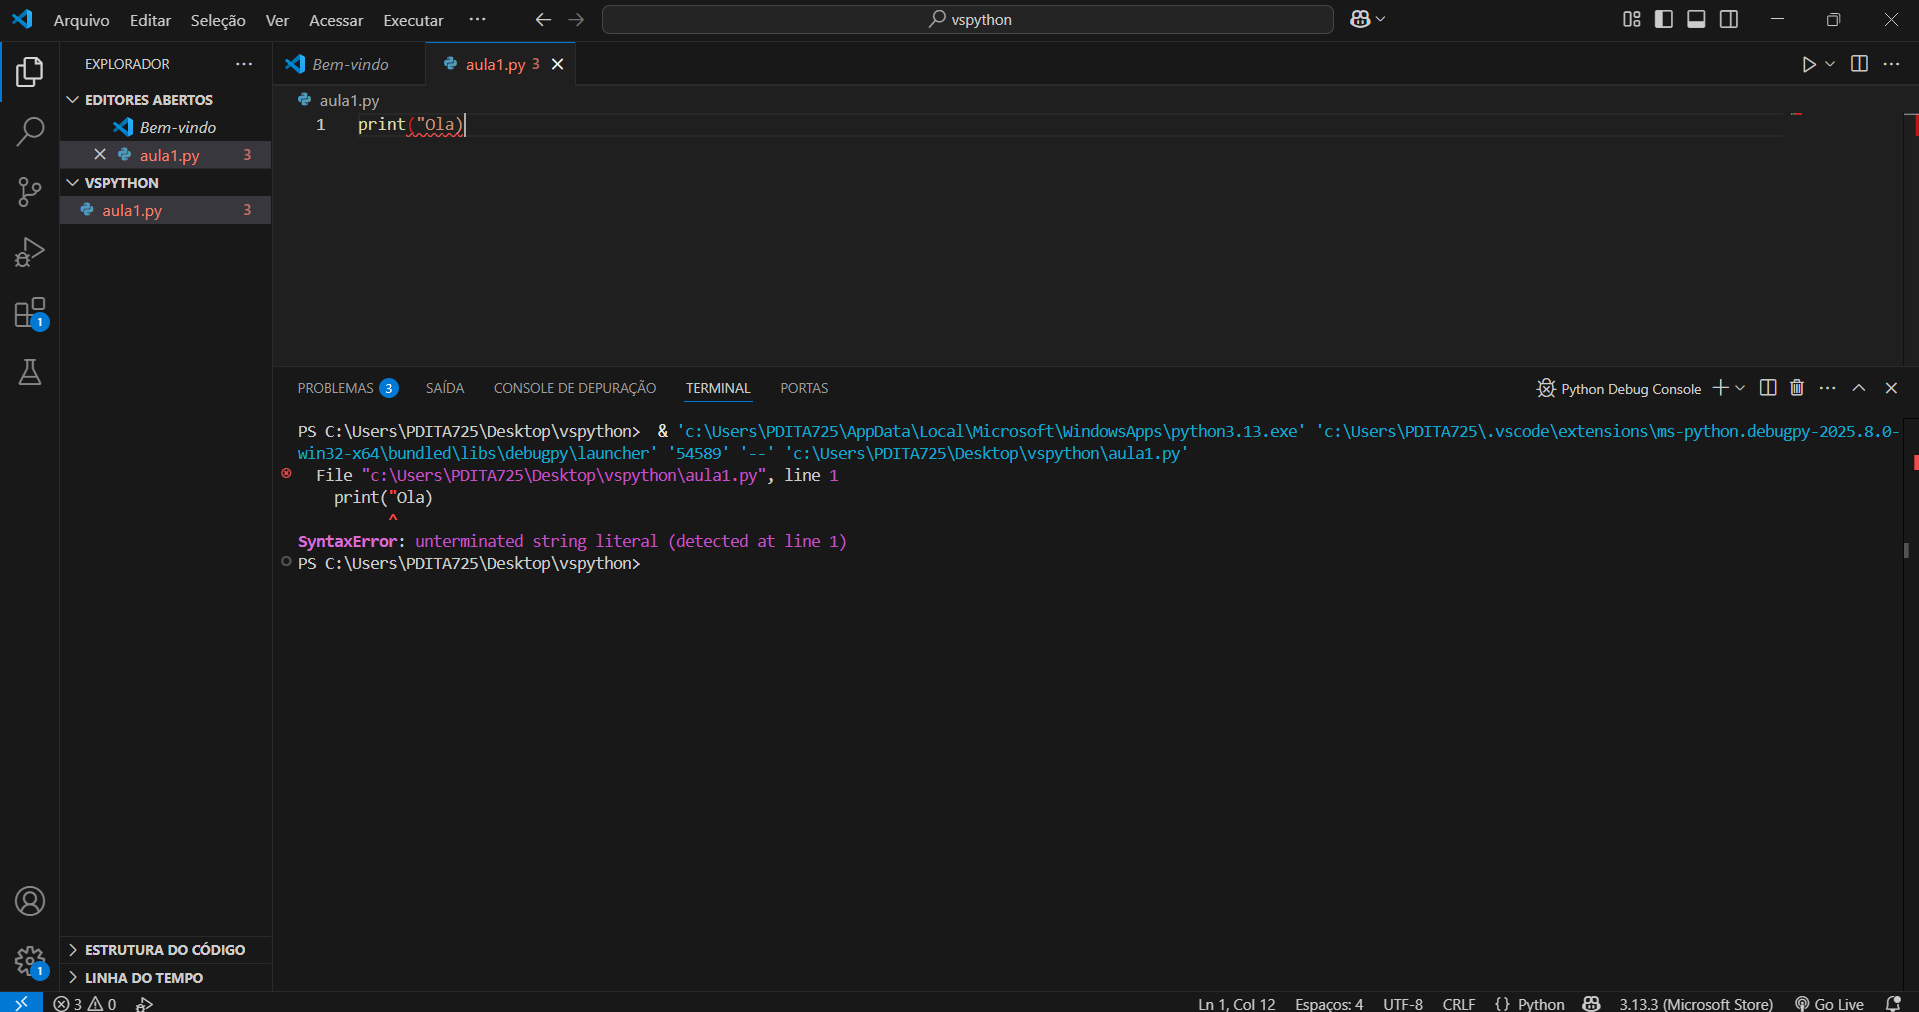 Arquivo Editar Seleção Ver Acessar Executar ··· vspython
EXPLORADOR ···
EDITORES ABERTOS
Bem-vindo
aula1.py 3
VSPYTHON
aula1.py 3
Bem-vindo aula1.py 3
aula1.py
1 print("Ola)
PROBLEMAS 3 SAÍDA CONSOLE DE DEPURAÇÃO TERMINAL PORTAS Python Debug Console
PS C:\Users\PDITA725\Desktop\vspython>  & 'c:\Users\PDITA725\AppData\Local\Microsoft\WindowsApps\python3.13.exe' 'c:\Users\PDITA725\.vscode\extensions\ms-python.debugpy-2025.8.0-
win32-x64\bundled\libs\debugpy\launcher' '54589' '--' 'c:\Users\PDITA725\Desktop\vspython\aula1.py'
File "c:\Users\PDITA725\Desktop\vspython\aula1.py", line 1
print("Ola)
^
SyntaxError: unterminated string literal (detected at line 1)
PS C:\Users\PDITA725\Desktop\vspython>
1
ESTRUTURA DO CÓDIGO
1
LINHA DO TEMPO
3 0 Ln 1, Col 12 Espaços: 4 UTF-8 CRLF {} Python 3.13.3 (Microsoft Store) Go Live